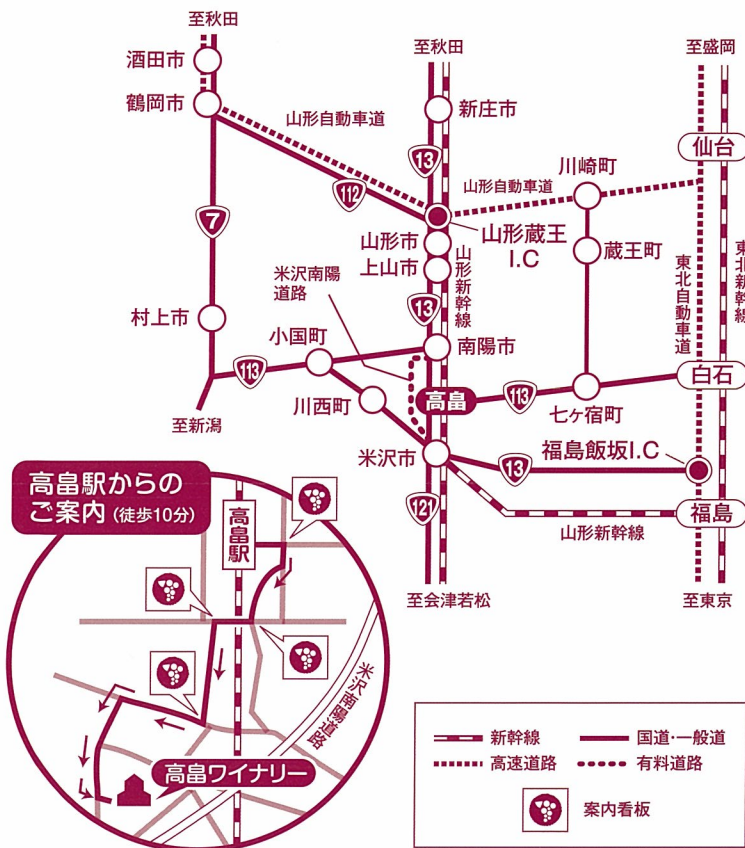 至秋田
至秋田
至盛岡
酒田市
鶴岡市
山形自動車道
新庄市
仙台
13
川崎町
112
山形自動車道
7
山形蔵王
I.C
山形市
上山市
蔵王町
山形新幹線
東北自動車道
東北新幹線
米沢南陽
道路
13
村上市
小国町
南陽市
113
白石
高畠
113
川西町
七ヶ宿町
至新潟
米沢市
福島飯坂I.C
13
121
福島
山形新幹線
至会津若松
至東京
高畠駅からの
ご案内(徒歩10分)
高畠駅
米沢南陽道路
高畠ワイナリー
新幹線
国道・一般道
高速道路
有料道路
案内看板